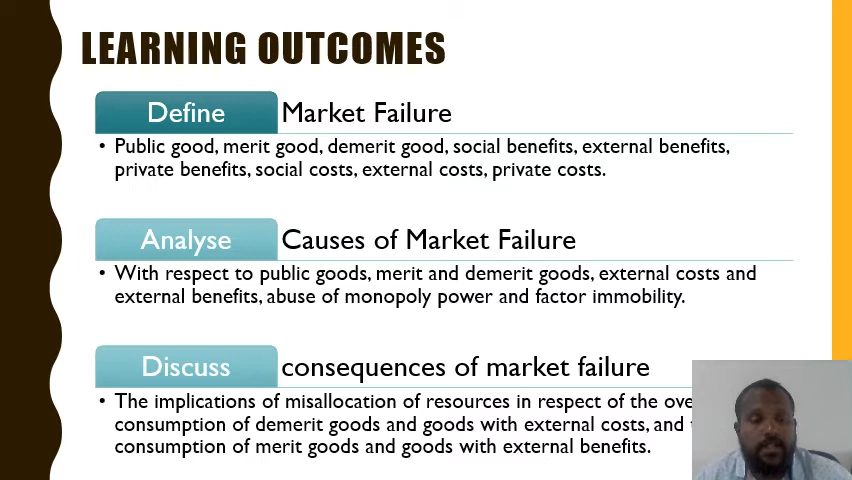 LEARNING OUTCOMES
Define Market Failure
• Public good, merit good, demerit good, social benefits, external benefits,
private benefits, social costs, external costs, private costs.
Analyse Causes of Market Failure
• With respect to public goods, merit and demerit goods, external costs and
external benefits, abuse of monopoly power and factor immobility.
Discuss consequences of market failure
• The implications of misallocation of resources in respect of the
consumption of demerit goods and goods with external costs, and
consumption of merit goods and goods with external benefits.